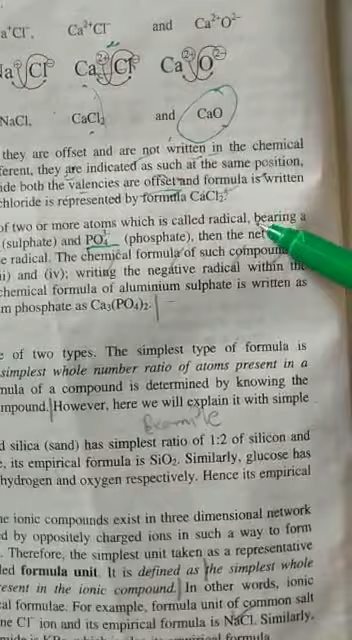 a⁺Cl⁻, Ca²⁺Cl⁻ and Ca²⁺O²⁻
Na Cl Ca Cl Ca O
NaCl, CaCl₂ and CaO
they are offset and are not written in the chemical
ferent, they are indicated as such at the same position,
ide both the valencies are offset and formula is written
chloride is represented by formula CaCl₂.
of two or more atoms which is called radical, bearing a
(sulphate) and PO₄³⁻ (phosphate), then the net
e radical. The chemical formula of such compound
ii) and (iv); writing the negative radical within the
chemical formula of aluminium sulphate is written as
m phosphate as Ca₃(PO₄)₂.
e of two types. The simplest type of formula is
simplest whole number ratio of atoms present in a
mula of a compound is determined by knowing the
mpound. However, here we will explain it with simple
Example
d silica (sand) has simplest ratio of 1:2 of silicon and
, its empirical formula is SiO₂. Similarly, glucose has
hydrogen and oxygen respectively. Hence its empirical
e ionic compounds exist in three dimensional network
d by oppositely charged ions in such a way to form
. Therefore, the simplest unit taken as a representative
led formula unit. It is defined as the simplest whole
resent in the ionic compound. In other words, ionic
cal formulae. For example, formula unit of common salt
ne Cl⁻ ion and its empirical formula is NaCl. Similarly,
empirical formula